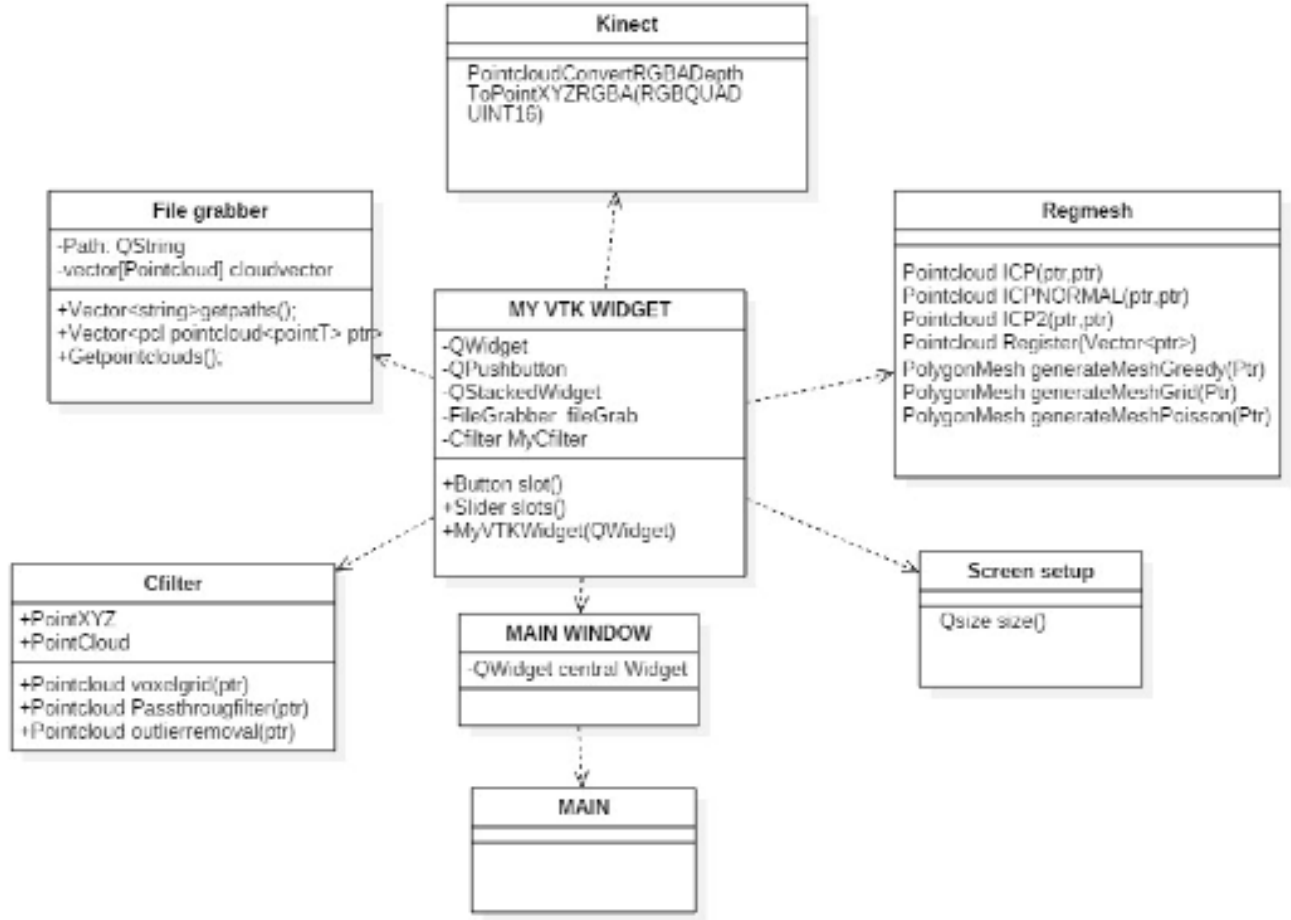 Kinect
PointcloudConvertRGBADepth
ToPointXYZRGBA(RGBQUAD
UINT16)
File grabber
-Path: QString
-vector[Pointcloud] cloudvector
+Vector<string>getpaths();
+Vector<pcl pointcloud<pointT> ptr>
+Getpointclouds();
MY VTK WIDGET
-QWidget
-QPushbutton
-QStackedWidget
-FileGrabber fileGrab
-Cfilter MyCfilter
+Button slot()
+Slider slots()
+MyVTKWidget(QWidget)
Regmesh
Pointcloud ICP(ptr,ptr)
Pointcloud ICPNORMAL(ptr,ptr)
Pointcloud ICP2(ptr,ptr)
Pointcloud Register(Vector<ptr>)
PolygonMesh generateMeshGreedy(Ptr)
PolygonMesh generateMeshGrid(Ptr)
PolygonMesh generateMeshPoisson(Ptr)
Cfilter
+PointXYZ
+PointCloud
+Pointcloud voxelgrid(ptr)
+Pointcloud Passthrougfilter(ptr)
+Pointcloud outlierremoval(ptr)
MAIN WINDOW
-QWidget central Widget
Screen setup
Qsize size()
MAIN